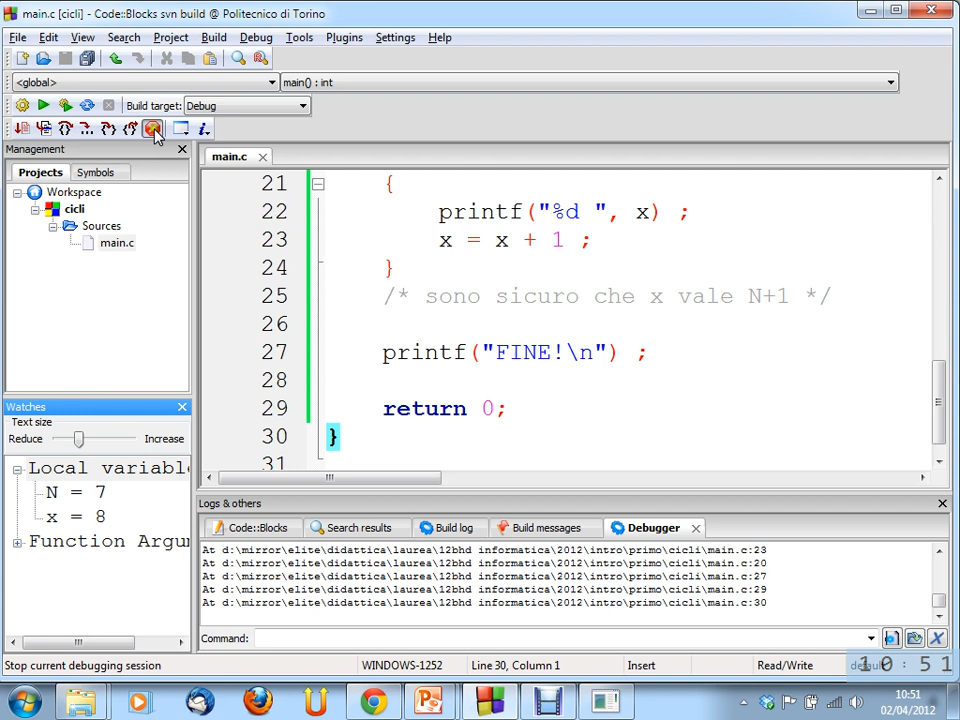 main.c [cicli] - Code::Blocks svn build @ Politecnico di Torino
File Edit View Search Project Build Debug Tools Plugins Settings Help
<global> main() : int
Build target: Debug
Management
Projects Symbols
Workspace
cicli
Sources
main.c
main.c
21 {
22 printf("%d ", x) ;
23 x = x + 1 ;
24 }
25 /* sono sicuro che x vale N+1 */
26
27 printf("FINE!\n") ;
28
29 return 0;
30 }
31
Watches
Text size
Reduce Increase
Local variable
N = 7
x = 8
Function Argur
Logs & others
Code::Blocks Search results Build log Build messages Debugger
At d:\mirror\elite\didattica\laurea\12bhd informatica\2012\intro\primo\cicli\main.c:23
At d:\mirror\elite\didattica\laurea\12bhd informatica\2012\intro\primo\cicli\main.c:20
At d:\mirror\elite\didattica\laurea\12bhd informatica\2012\intro\primo\cicli\main.c:27
At d:\mirror\elite\didattica\laurea\12bhd informatica\2012\intro\primo\cicli\main.c:29
At d:\mirror\elite\didattica\laurea\12bhd informatica\2012\intro\primo\cicli\main.c:30
Command:
Stop current debugging session WINDOWS-1252 Line 30, Column 1 Insert Read/Write default
10:51
10:51
02/04/2012